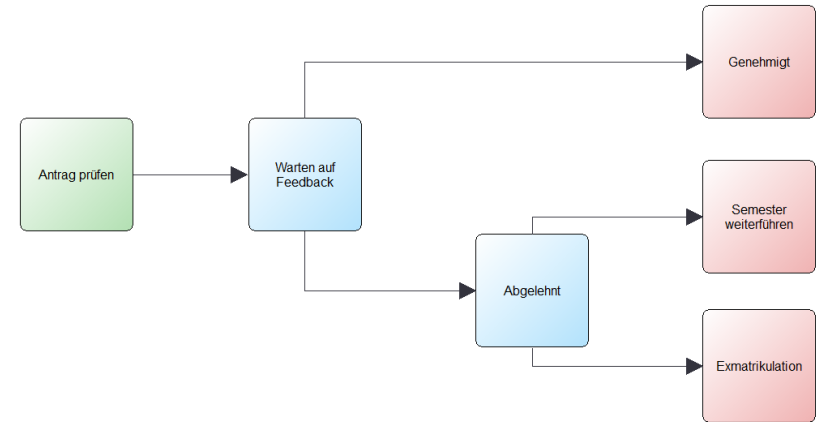 Genehmigt
Antrag prüfen
Warten auf
Feedback
Semester
weiterführen
Abgelehnt
Exmatrikulation